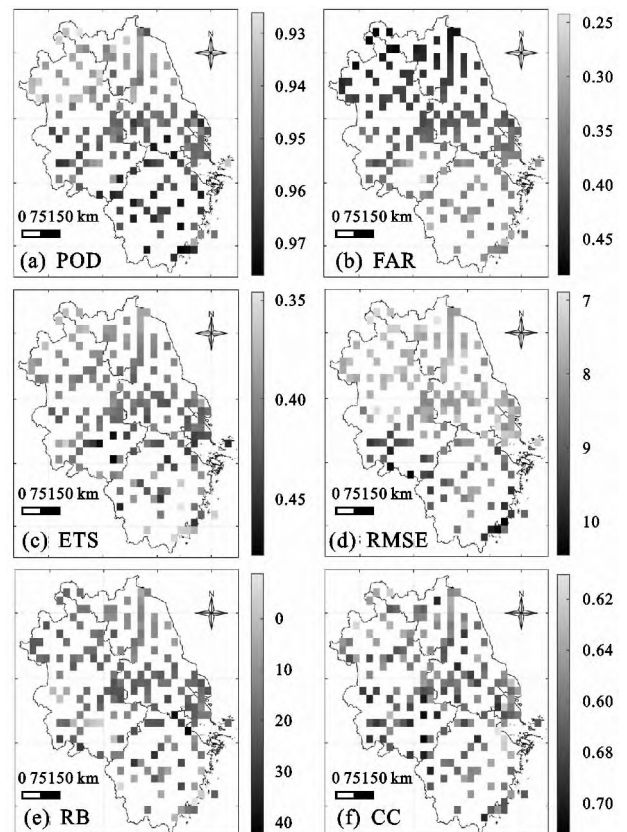 N
0.93
0.94
0.95
0.96
0.97
0 75150 km
(a) POD
N
0.25
0.30
0.35
0.40
0.45
0 75150 km
(b) FAR
N
0.35
0.40
0.45
0 75150 km
(c) ETS
N
7
8
9
10
0 75150 km
(d) RMSE
N
0
10
20
30
40
0 75150 km
(e) RB
N
0.62
0.64
0.66
0.68
0.70
0 75150 km
(f) CC